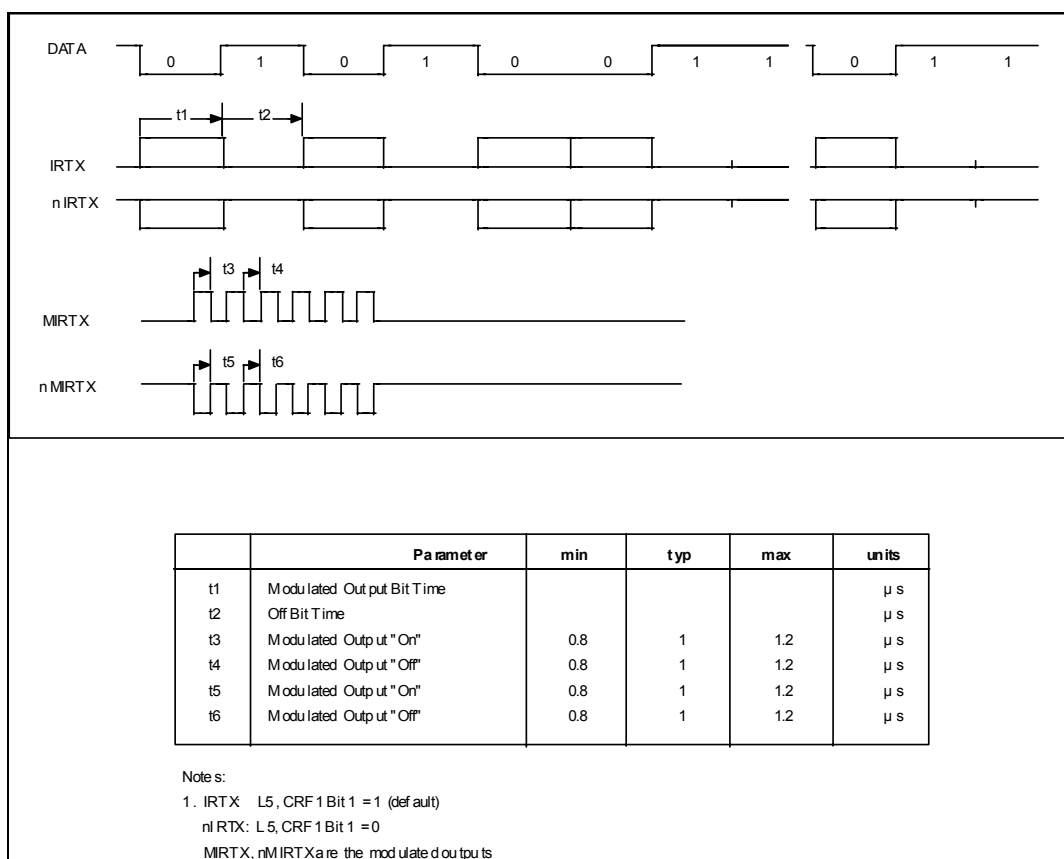 DATA
0 1 0 1 0 0 1 1 0 1 1
t1 t2
IRTX
nIRTX
t3 t4
MIRTX
t5 t6
nMIRTX
Parameter min typ max units
t1 Modulated Output Bit Time µs
t2 Off Bit Time µs
t3 Modulated Output "On" 0.8 1 1.2 µs
t4 Modulated Output "Off" 0.8 1 1.2 µs
t5 Modulated Output "On" 0.8 1 1.2 µs
t6 Modulated Output "Off" 0.8 1 1.2 µs
Notes:
1. IRTX: L5, CRF1 Bit 1 = 1 (default)
nIRTX: L5, CRF1 Bit 1 = 0
MIRTX, nMIRTX are the modulated outputs